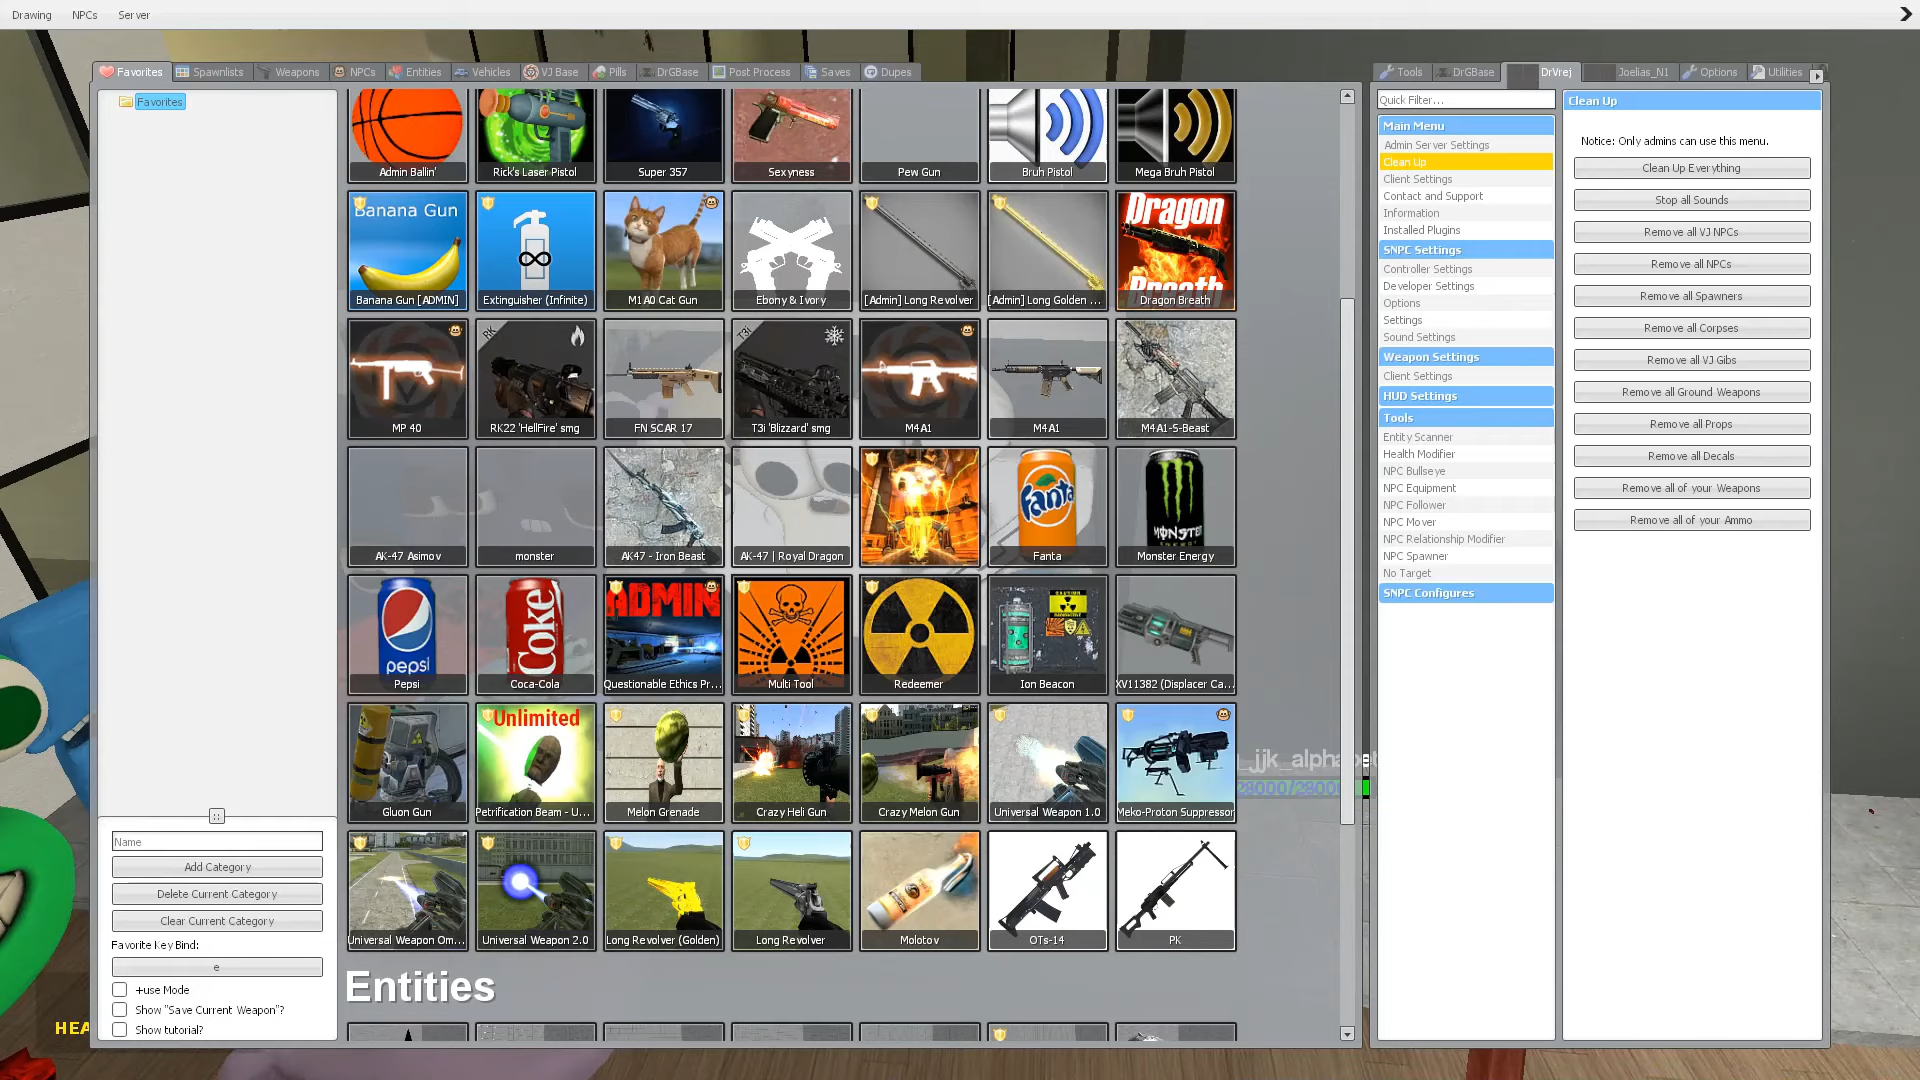 Drawing NPCs Server
Favorites Spawnlists Weapons NPCs Entities Vehicles VJ Base Pills DrGBase Post Process Saves Dupes
Tools DrGBase DrVrej Joelias_N1 Options Utilities
Favorites
Admin Ballin' Rick's Laser Pistol Super 357 Sexyness Pew Gun Bruh Pistol Mega Bruh Pistol
Banana Gun Dragon Breath
Banana Gun [ADMIN] Extinguisher (Infinite) M1A0 Cat Gun Ebony & Ivory [Admin] Long Revolver [Admin] Long Golden ... Dragon Breath
RK T3i
MP 40 RK22 'HellFire' smg FN SCAR 17 T3i 'Blizzard' smg M4A1 M4A1 M4A1-S-Beast
Fanta MONSTER
AK-47 Asimov monster AK47 - Iron Beast AK-47 | Royal Dragon Fanta Monster Energy
pepsi Coke ADMIN CAUTION
Pepsi Coca-Cola Questionable Ethics Pr... Multi Tool Redeemer Ion Beacon XV11382 (Displacer Ca...
Unlimited
Gluon Gun Petrification Beam - U... Melon Grenade Crazy Heli Gun Crazy Melon Gun Universal Weapon 1.0 Meko-Proton Suppressor
Universal Weapon Om... Universal Weapon 2.0 Long Revolver (Golden) Long Revolver Molotov OTs-14 PK
Entities
_jjk_alphapet
28000/28000
Name
Add Category
Delete Current Category
Clear Current Category
Favorite Key Bind:
e
+use Mode
Show "Save Current Weapon"?
Show tutorial?
HEA
Quick Filter...
Main Menu
Admin Server Settings
Clean Up
Client Settings
Contact and Support
Information
Installed Plugins
SNPC Settings
Controller Settings
Developer Settings
Options
Settings
Sound Settings
Weapon Settings
Client Settings
HUD Settings
Tools
Entity Scanner
Health Modifier
NPC Bullseye
NPC Equipment
NPC Follower
NPC Mover
NPC Relationship Modifier
NPC Spawner
No Target
SNPC Configures
Clean Up
Notice: Only admins can use this menu.
Clean Up Everything
Stop all Sounds
Remove all VJ NPCs
Remove all NPCs
Remove all Spawners
Remove all Corpses
Remove all VJ Gibs
Remove all Ground Weapons
Remove all Props
Remove all Decals
Remove all of your Weapons
Remove all of your Ammo